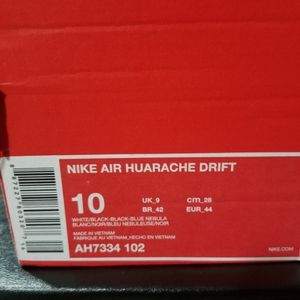 NIKE AIR HUARACHE DRIFT
10
UK_9
cm_28
BR_42
EUR_44
WHITE/BLACK-BLACK-BLUE NEBULA
BLANC/NOIR/BLEU NEBULEUSE/NOIR
MADE IN VIETNAM
FABRIQUE AU VIETNAM, HECHO EN VIETNAM
AH7334 102
NIKE.COM